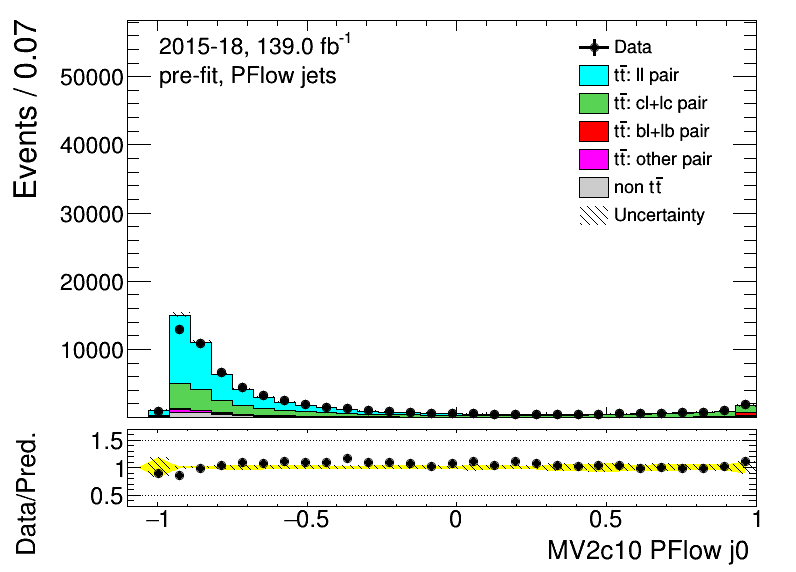 2015-18, 139.0 fb⁻¹
pre-fit, PFlow jets
Data
tt̄: ll pair
tt̄: cl+lc pair
tt̄: bl+lb pair
tt̄: other pair
non tt̄
Uncertainty
Events / 0.07
50000
40000
30000
20000
10000
Data/Pred.
1.5
1
0.5
−1
−0.5
0
0.5
1
MV2c10 PFlow j0